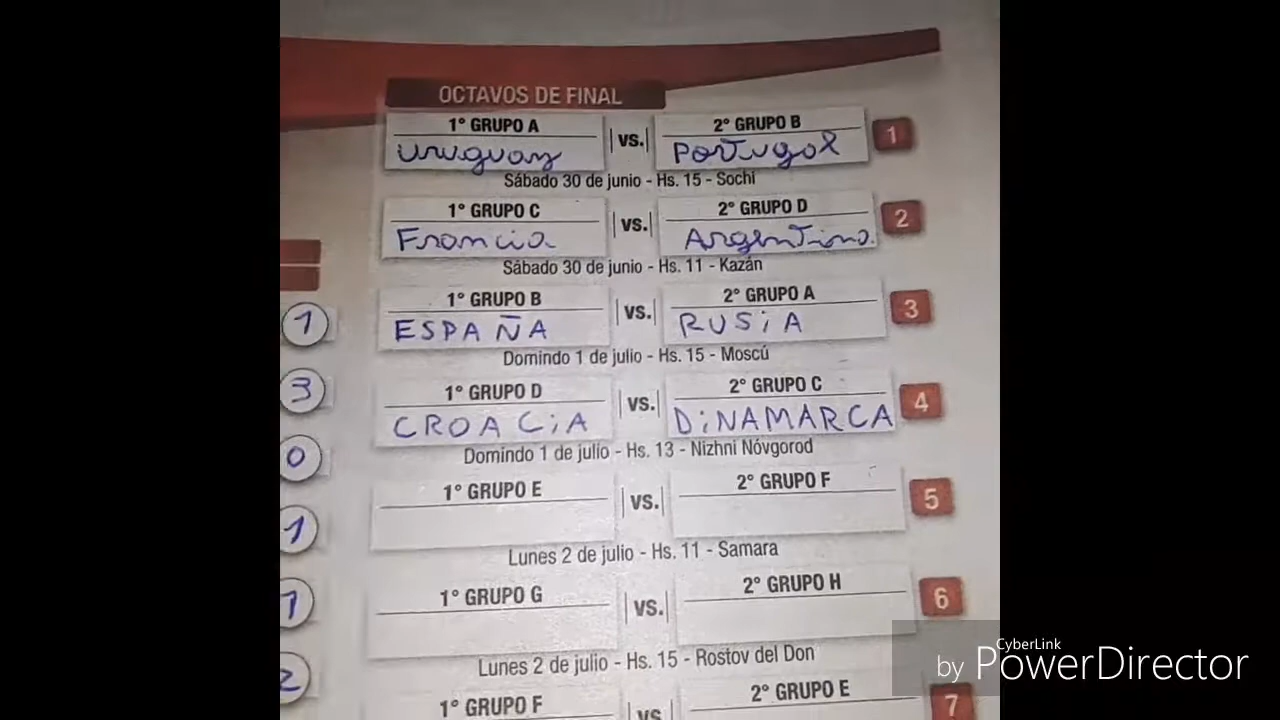 OCTAVOS DE FINAL
1° GRUPO A vs. 2° GRUPO B 1
Uruguay Portugal
Sábado 30 de junio - Hs. 15 - Sochi
1° GRUPO C vs. 2° GRUPO D 2
Francia Argentina.
Sábado 30 de junio - Hs. 11 - Kazán
1° GRUPO B vs. 2° GRUPO A 3
1 ESPAÑA RUSiA
Domindo 1 de julio - Hs. 15 - Moscú
1° GRUPO D vs. 2° GRUPO C 4
3 CROACiA DiNAMARCA
Domindo 1 de julio - Hs. 13 - Nizhni Nóvgorod
0
1° GRUPO E vs. 2° GRUPO F 5
1
Lunes 2 de julio - Hs. 11 - Samara
1° GRUPO G vs. 2° GRUPO H 6
1
Lunes 2 de julio - Hs. 15 - Rostov del Don
2
1° GRUPO F vs 2° GRUPO E 7
CyberLink
by PowerDirector